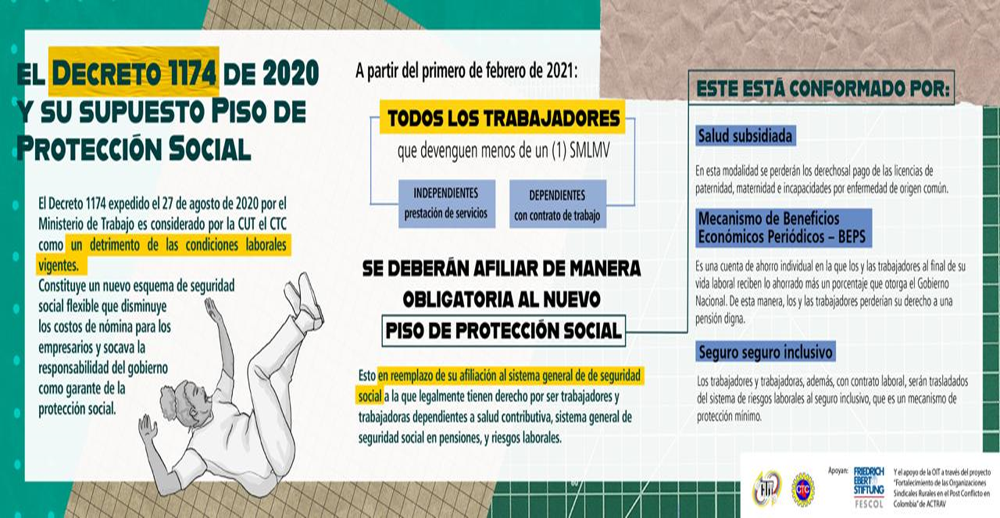 EL DECRETO 1174 DE 2020
Y SU SUPUESTO PISO DE
PROTECCIÓN SOCIAL
El Decreto 1174 expedido el 27 de agosto de 2020 por el
Ministerio de Trabajo es considerado por la CUT el CTC
como un detrimento de las condiciones laborales
vigentes.
Constituye un nuevo esquema de seguridad
social flexible que disminuye
los costos de nómina para los
empresarios y socava la
responsabilidad del gobierno
como garante de la
protección social.
A partir del primero de febrero de 2021:
TODOS LOS TRABAJADORES
que devenguen menos de un (1) SMLMV
INDEPENDIENTES
prestación de servicios
DEPENDIENTES
con contrato de trabajo
SE DEBERÁN AFILIAR DE MANERA
OBLIGATORIA AL NUEVO
PISO DE PROTECCIÓN SOCIAL
Esto en reemplazo de su afiliación al sistema general de de seguridad
social a la que legalmente tienen derecho por ser trabajadores y
trabajadoras dependientes a salud contributiva, sistema general de
seguridad social en pensiones, y riesgos laborales.
ESTE ESTÁ CONFORMADO POR:
Salud subsidiada
En esta modalidad se perderán los derechosal pago de las licencias de
paternidad, maternidad e incapacidades por enfermedad de origen común.
Mecanismo de Beneficios
Económicos Periódicos – BEPS
Es una cuenta de ahorro individual en la que los y las trabajadores al final de su
vida laboral reciben lo ahorrado más un porcentaje que otorga el Gobierno
Nacional. De esta manera, los y las trabajadores perderian su derecho a una
pensión digna.
Seguro seguro inclusivo
Los trabajadores y trabajadoras, además, con contrato laboral, serán trasladados
del sistema de riesgos laborales al seguro inclusivo, que es un mecanismo de
protección mínimo.
CTC
Apoyan:
FRIEDRICH
EBERT
STIFTUNG
FESCOL
Y el apoyo de la OIT a través del proyecto
"Fortalecimiento de las Organizaciones
Sindicales Rurales en el Post Conflicto en
Colombia" de ACTRAV